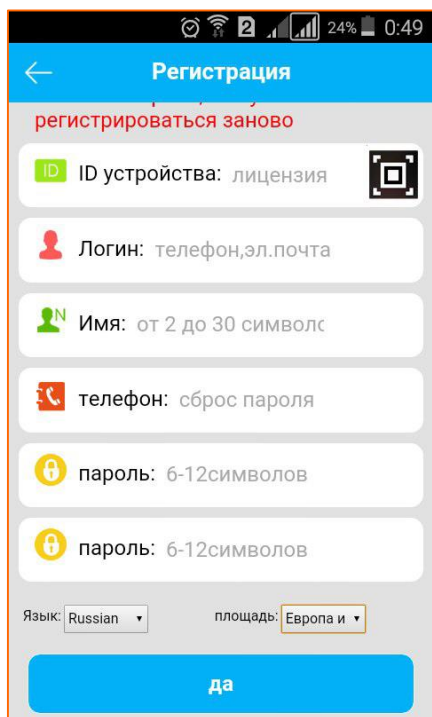 2 24% 0:49
Регистрация
регистрироваться заново
ID ID устройства: лицензия
Логин: телефон,эл.почта
N Имя: от 2 до 30 символс
телефон: сброс пароля
пароль: 6-12символов
пароль: 6-12символов
Язык: Russian площадь: Европа и
да